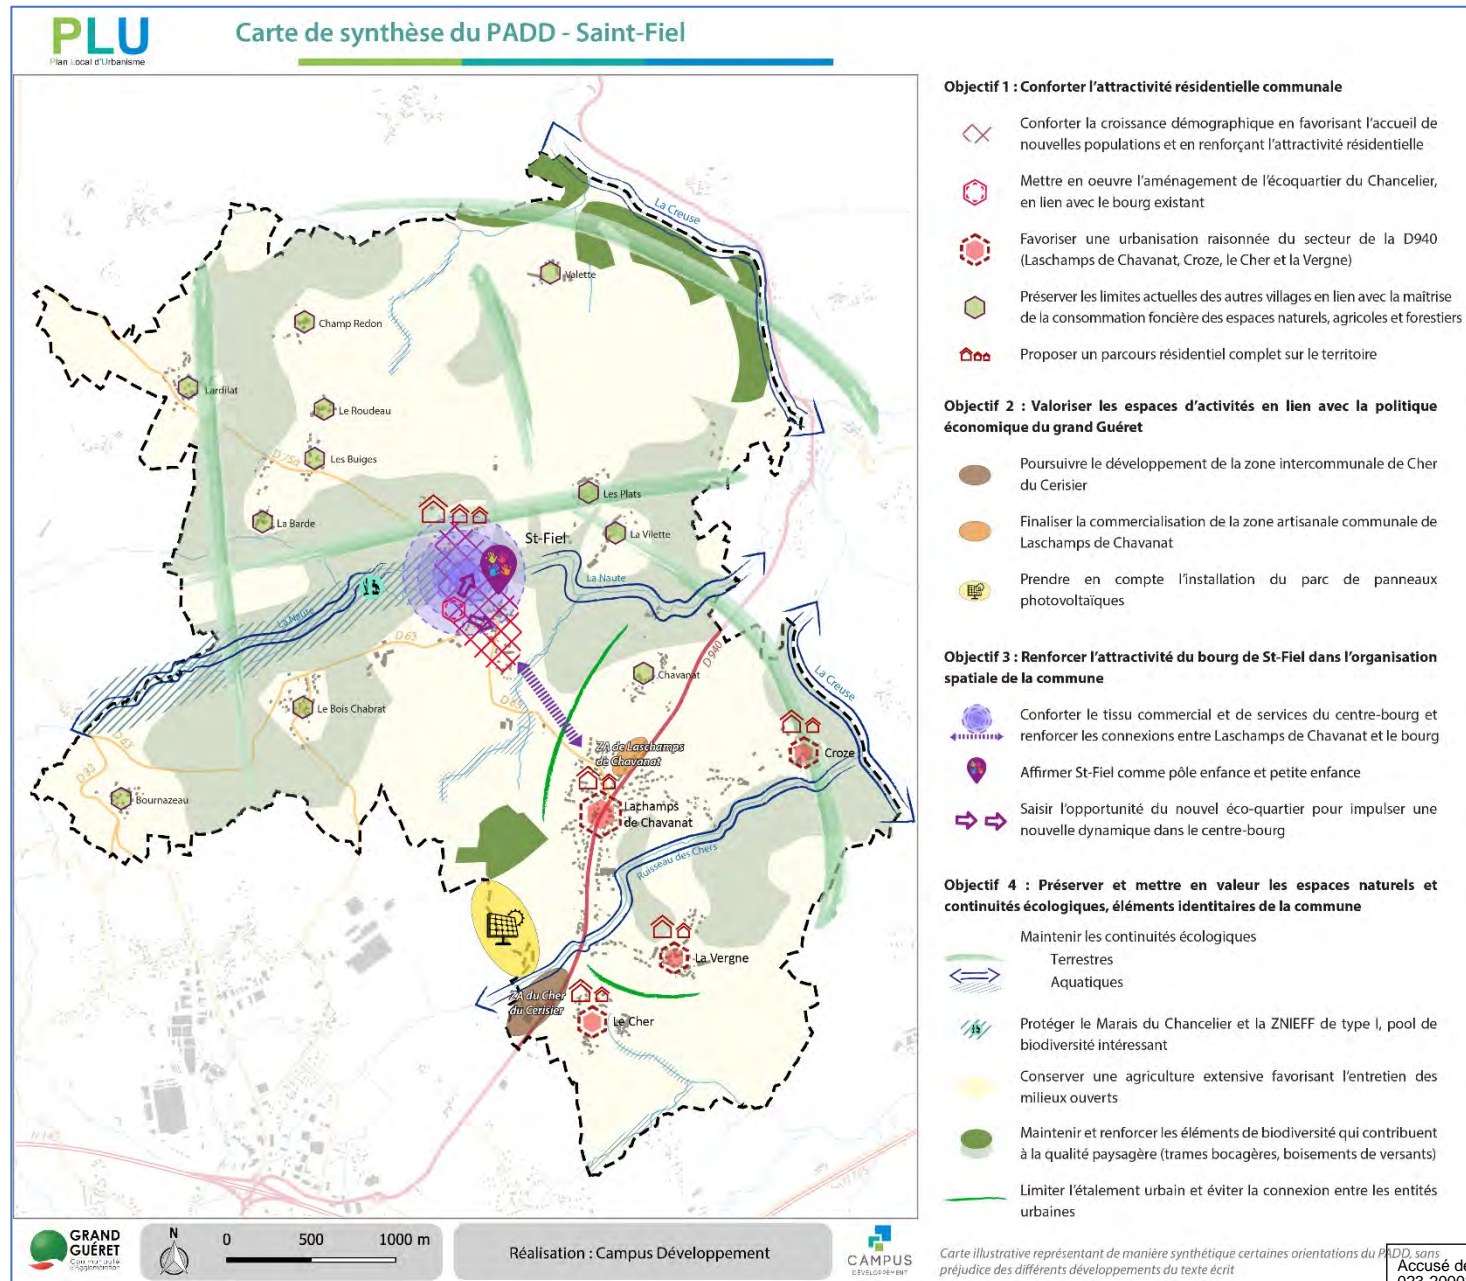 PLU
Plan Local d'Urbanisme
Carte de synthèse du PADD - Saint-Fiel
La Creuse
Valette
Champ Redon
Lardilat
Le Roudeau
D75A
Les Buiges
Les Plats
La Barde
La Vilette
St-Fiel
La Naute
La Naute
D940
D63
Chavanat
La Creuse
Le Bois Chabrat
D63
Croze
D63
ZA de Laschamps
de Chavanat
D33
Bournazeau
Lachamps
de Chavanat
Ruisseau des Chers
La Vergne
ZA du Cher
du Cerisier
Le Cher
N145
Objectif 1 : Conforter l'attractivité résidentielle communale
Conforter la croissance démographique en favorisant l'accueil de
nouvelles populations et en renforçant l'attractivité résidentielle
Mettre en oeuvre l'aménagement de l'écoquartier du Chancelier,
en lien avec le bourg existant
Favoriser une urbanisation raisonnée du secteur de la D940
(Laschamps de Chavanat, Croze, le Cher et la Vergne)
Préserver les limites actuelles des autres villages en lien avec la maîtrise
de la consommation foncière des espaces naturels, agricoles et forestiers
Proposer un parcours résidentiel complet sur le territoire
Objectif 2 : Valoriser les espaces d'activités en lien avec la politique
économique du grand Guéret
Poursuivre le développement de la zone intercommunale de Cher
du Cerisier
Finaliser la commercialisation de la zone artisanale communale de
Laschamps de Chavanat
Prendre en compte l'installation du parc de panneaux
photovoltaïques
Objectif 3 : Renforcer l'attractivité du bourg de St-Fiel dans l'organisation
spatiale de la commune
Conforter le tissu commercial et de services du centre-bourg et
renforcer les connexions entre Laschamps de Chavanat et le bourg
Affirmer St-Fiel comme pôle enfance et petite enfance
Saisir l'opportunité du nouvel éco-quartier pour impulser une
nouvelle dynamique dans le centre-bourg
Objectif 4 : Préserver et mettre en valeur les espaces naturels et
continuités écologiques, éléments identitaires de la commune
Maintenir les continuités écologiques
Terrestres
Aquatiques
Protéger le Marais du Chancelier et la ZNIEFF de type I, pool de
biodiversité intéressant
Conserver une agriculture extensive favorisant l'entretien des
milieux ouverts
Maintenir et renforcer les éléments de biodiversité qui contribuent
à la qualité paysagère (trames bocagères, boisements de versants)
Limiter l'étalement urbain et éviter la connexion entre les entités
urbaines
GRAND
GUÉRET
Communauté
d'Agglomération
N
0 500 1000 m
Réalisation : Campus Développement
CAMPUS
DÉVELOPPEMENT
Carte illustrative représentant de manière synthétique certaines orientations du PADD, sans
préjudice des différents développements du texte écrit
Accusé de